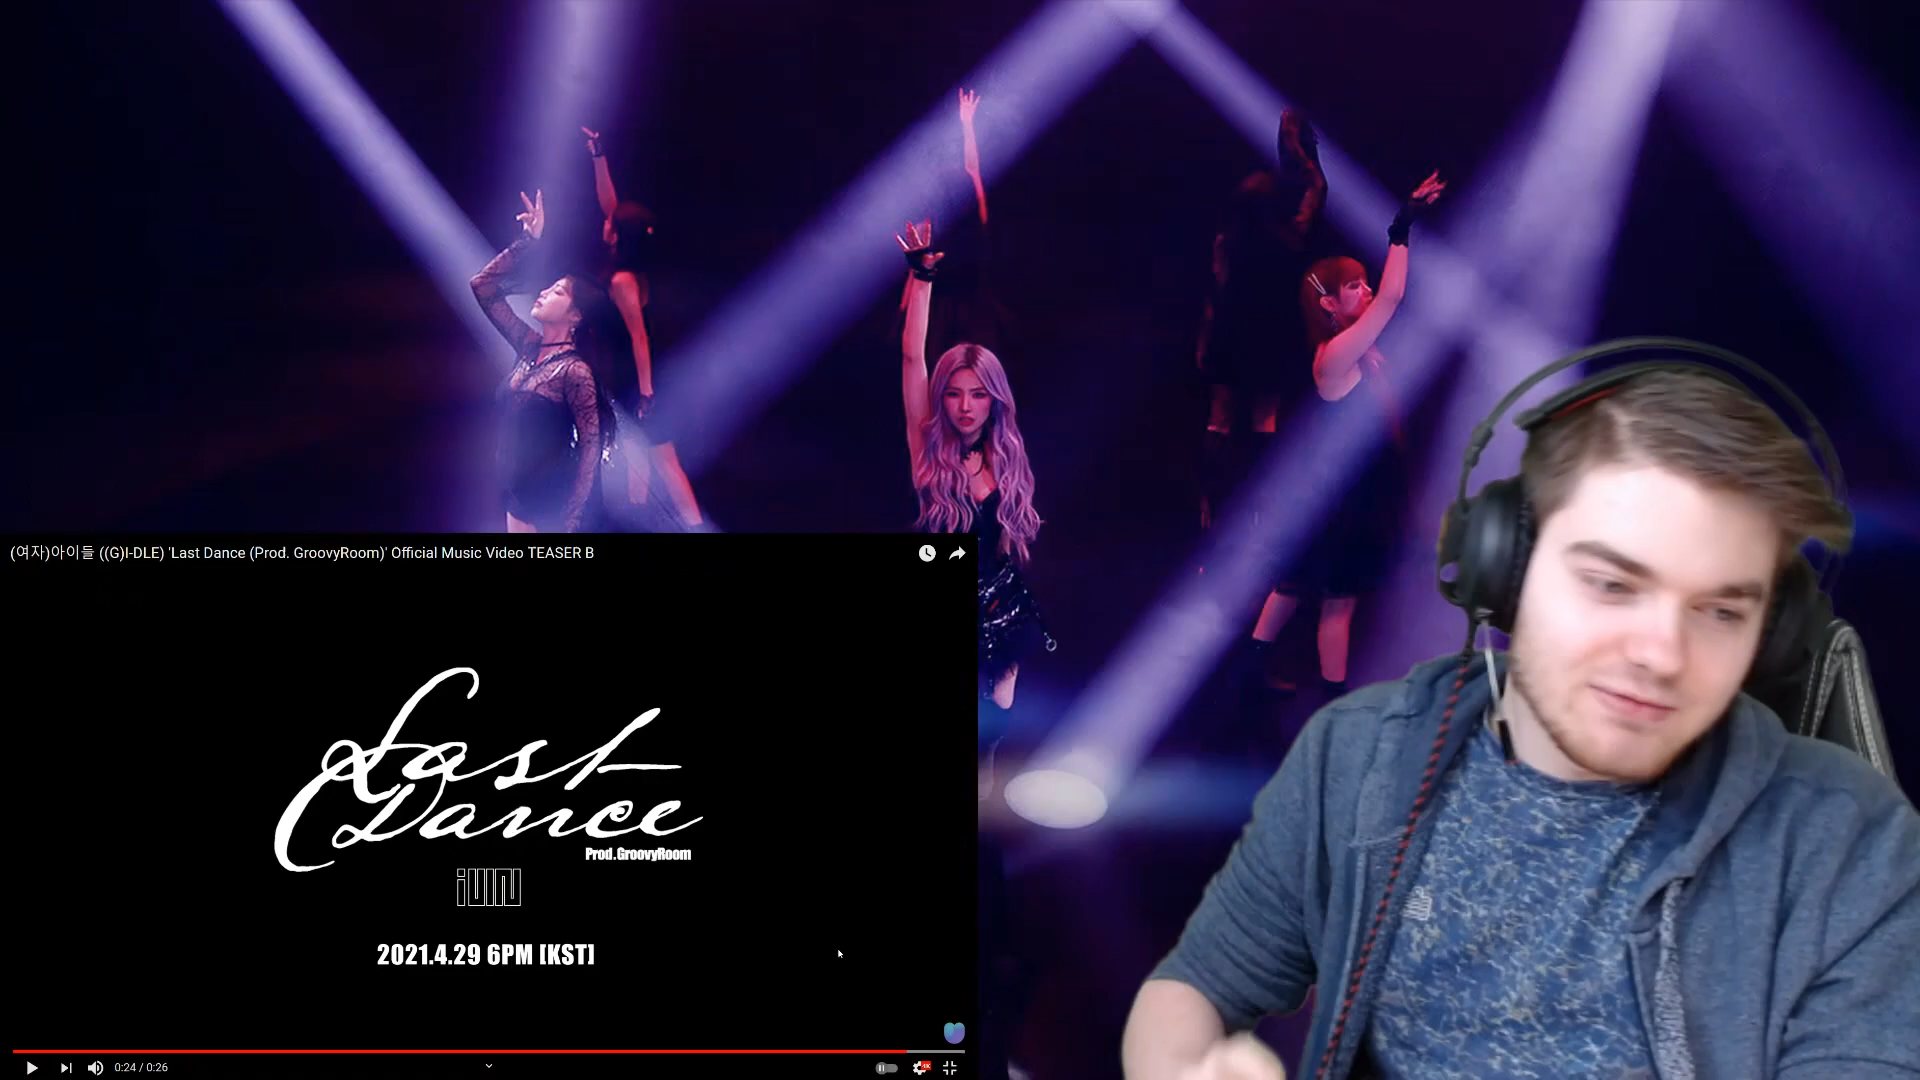 (여자)아이들 ((G)I-DLE) 'Last Dance (Prod. GroovyRoom)' Official Music Video TEASER B
Last
Dance
Prod.GroovyRoom
2021.4.29 6PM [KST]
0:24 / 0:26